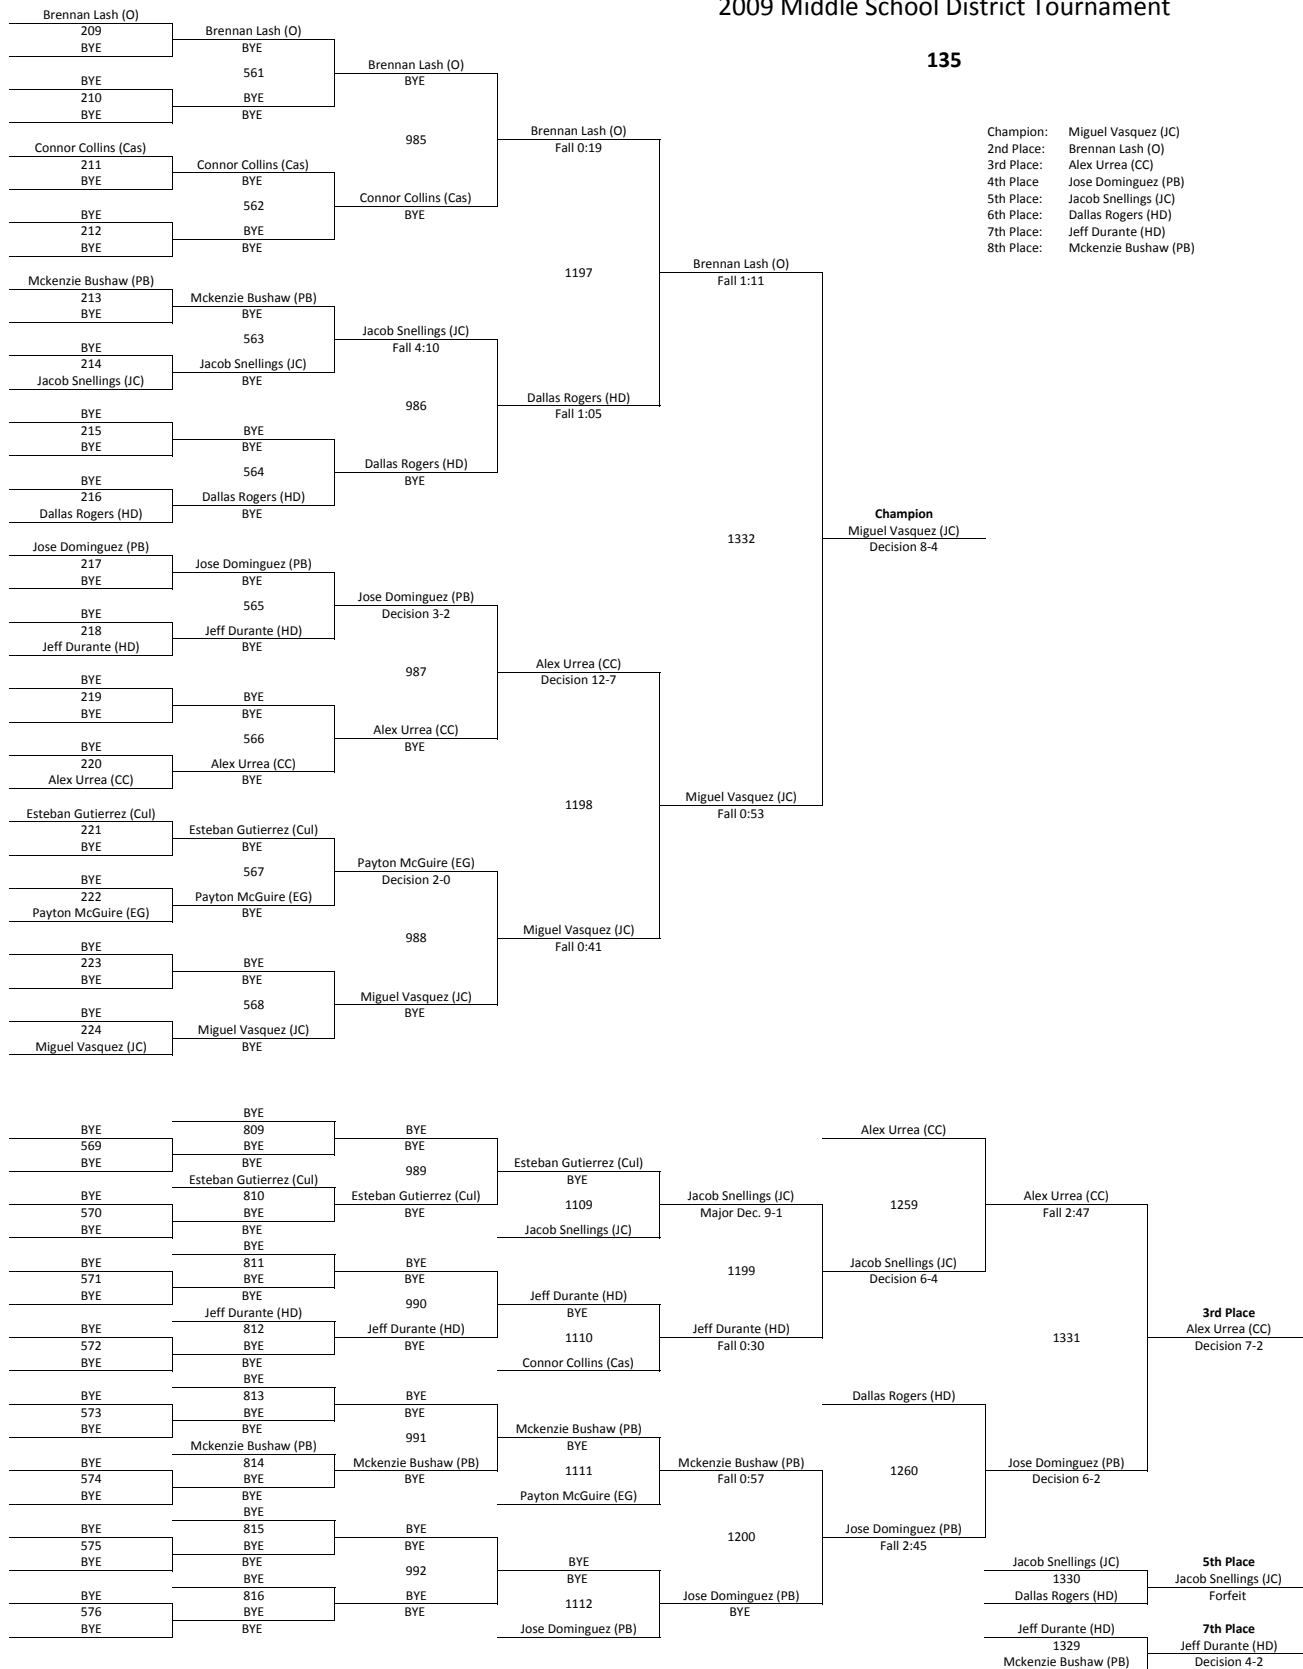 2009 Middle School District Tournament
135
Champion: Miguel Vasquez (JC)
2nd Place: Brennan Lash (O)
3rd Place: Alex Urrea (CC)
4th Place Jose Dominguez (PB)
5th Place: Jacob Snellings (JC)
6th Place: Dallas Rogers (HD)
7th Place: Jeff Durante (HD)
8th Place: Mckenzie Bushaw (PB)
Brennan Lash (O)
209
BYE
BYE
210
BYE
Connor Collins (Cas)
211
BYE
BYE
212
BYE
Mckenzie Bushaw (PB)
213
BYE
BYE
214
Jacob Snellings (JC)
BYE
215
BYE
BYE
216
Dallas Rogers (HD)
Jose Dominguez (PB)
217
BYE
BYE
218
Jeff Durante (HD)
BYE
219
BYE
BYE
220
Alex Urrea (CC)
Esteban Gutierrez (Cul)
221
BYE
BYE
222
Payton McGuire (EG)
BYE
223
BYE
BYE
224
Miguel Vasquez (JC)
Brennan Lash (O)
BYE
561
BYE
BYE
Connor Collins (Cas)
BYE
562
BYE
BYE
Mckenzie Bushaw (PB)
BYE
563
Jacob Snellings (JC)
BYE
BYE
BYE
564
Dallas Rogers (HD)
BYE
Jose Dominguez (PB)
BYE
565
Jeff Durante (HD)
BYE
BYE
BYE
566
Alex Urrea (CC)
BYE
Esteban Gutierrez (Cul)
BYE
567
Payton McGuire (EG)
BYE
BYE
BYE
568
Miguel Vasquez (JC)
BYE
Brennan Lash (O)
BYE
985
Connor Collins (Cas)
BYE
Jacob Snellings (JC)
Fall 4:10
986
Dallas Rogers (HD)
BYE
Jose Dominguez (PB)
Decision 3-2
987
Alex Urrea (CC)
BYE
Payton McGuire (EG)
Decision 2-0
988
Miguel Vasquez (JC)
BYE
Brennan Lash (O)
Fall 0:19
1197
Dallas Rogers (HD)
Fall 1:05
Alex Urrea (CC)
Decision 12-7
1198
Miguel Vasquez (JC)
Fall 0:41
Brennan Lash (O)
Fall 1:11
1332
Miguel Vasquez (JC)
Fall 0:53
Champion
Miguel Vasquez (JC)
Decision 8-4
BYE
569
BYE
BYE
570
BYE
BYE
571
BYE
BYE
572
BYE
BYE
573
BYE
BYE
574
BYE
BYE
575
BYE
BYE
576
BYE
BYE
809
BYE
BYE
Esteban Gutierrez (Cul)
810
BYE
BYE
BYE
811
BYE
BYE
Jeff Durante (HD)
812
BYE
BYE
BYE
813
BYE
BYE
Mckenzie Bushaw (PB)
814
BYE
BYE
BYE
815
BYE
BYE
BYE
816
BYE
BYE
BYE
BYE
989
Esteban Gutierrez (Cul)
BYE
BYE
BYE
990
Jeff Durante (HD)
BYE
BYE
BYE
991
Mckenzie Bushaw (PB)
BYE
BYE
BYE
992
BYE
BYE
Esteban Gutierrez (Cul)
BYE
1109
Jacob Snellings (JC)
Jeff Durante (HD)
BYE
1110
Connor Collins (Cas)
Mckenzie Bushaw (PB)
BYE
1111
Payton McGuire (EG)
BYE
BYE
1112
Jose Dominguez (PB)
Jacob Snellings (JC)
Major Dec. 9-1
1199
Jeff Durante (HD)
Fall 0:30
Mckenzie Bushaw (PB)
Fall 0:57
1200
Jose Dominguez (PB)
BYE
Alex Urrea (CC)
1259
Jacob Snellings (JC)
Decision 6-4
Dallas Rogers (HD)
1260
Jose Dominguez (PB)
Fall 2:45
Alex Urrea (CC)
Fall 2:47
1331
Jose Dominguez (PB)
Decision 6-2
3rd Place
Alex Urrea (CC)
Decision 7-2
Jacob Snellings (JC)
1330
Dallas Rogers (HD)
5th Place
Jacob Snellings (JC)
Forfeit
Jeff Durante (HD)
1329
Mckenzie Bushaw (PB)
7th Place
Jeff Durante (HD)
Decision 4-2